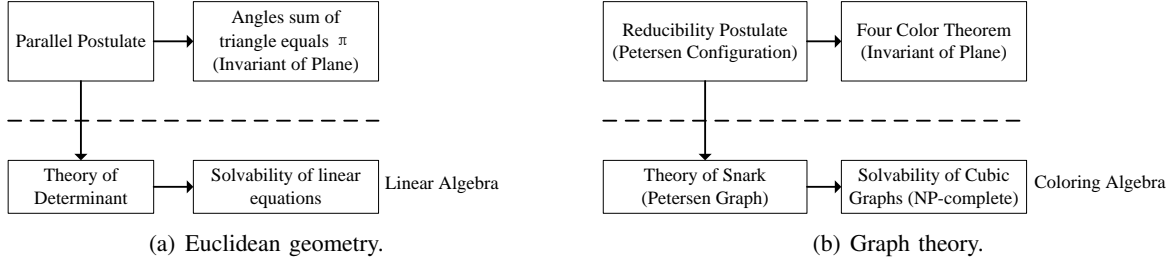 Parallel Postulate
Angles sum of
triangle equals π
(Invariant of Plane)
Theory of
Determinant
Solvability of linear
equations
Linear Algebra
(a) Euclidean geometry.
Reducibility Postulate
(Petersen Configuration)
Four Color Theorem
(Invariant of Plane)
Theory of Snark
(Petersen Graph)
Solvability of Cubic
Graphs (NP-complete)
Coloring Algebra
(b) Graph theory.